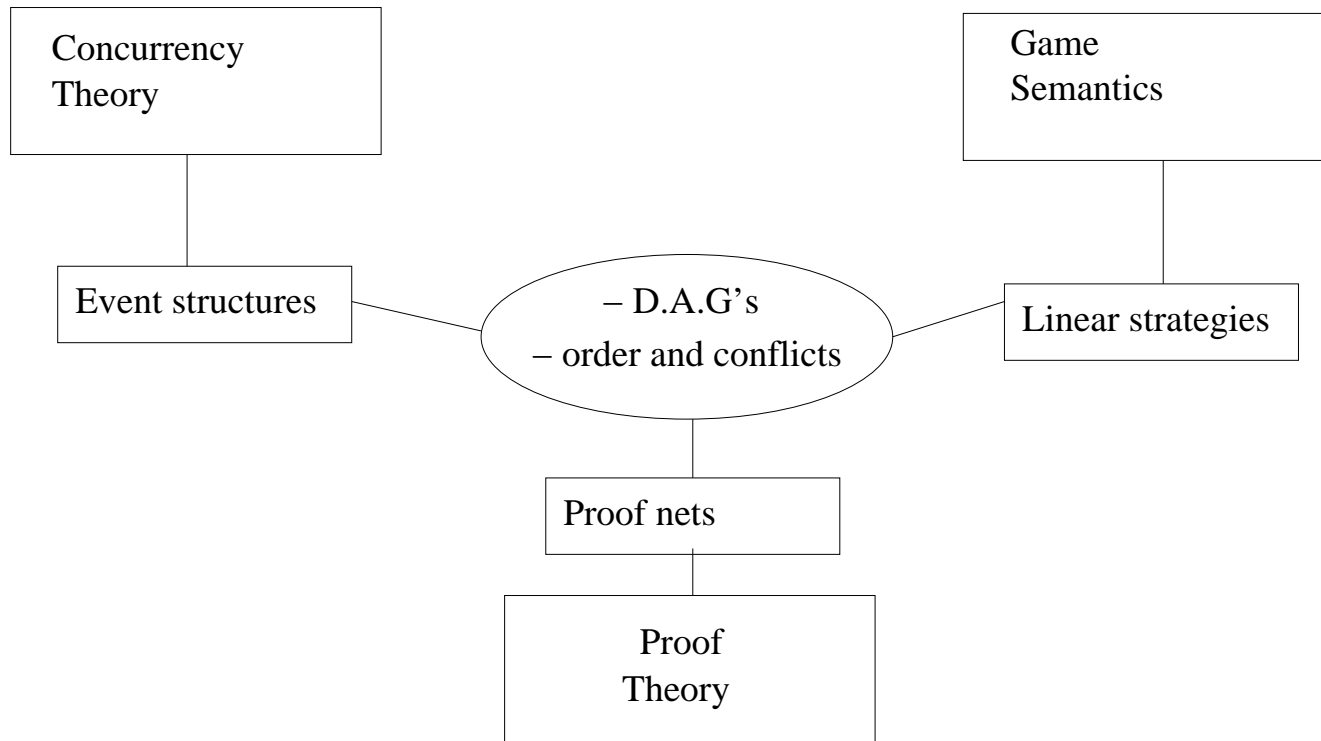 Concurrency
Theory
Game
Semantics
Event structures
– D.A.G’s
– order and conflicts
Linear strategies
Proof nets
Proof
Theory